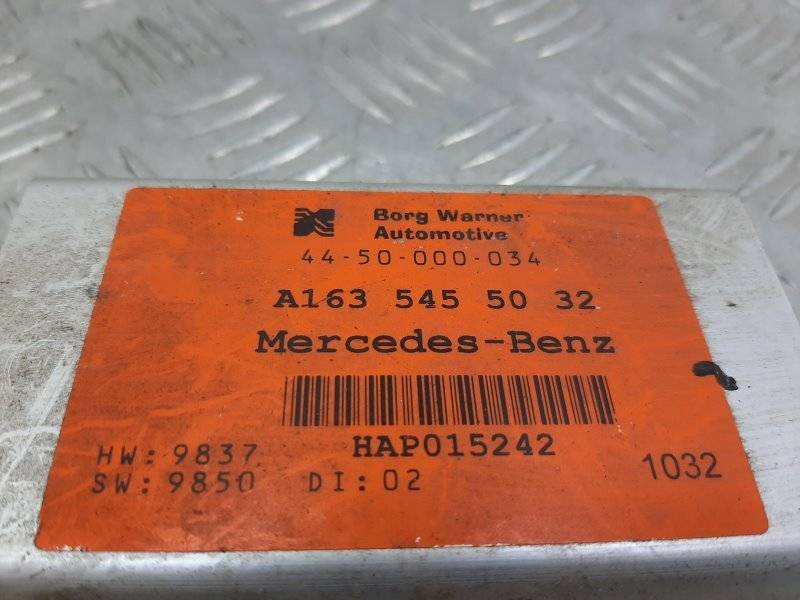 Borg Warner
Automotive
44-50-000-034
A163 545 50 32
Mercedes-Benz
HAP015242
HW: 9837
SW: 9850 DI: 02
1032